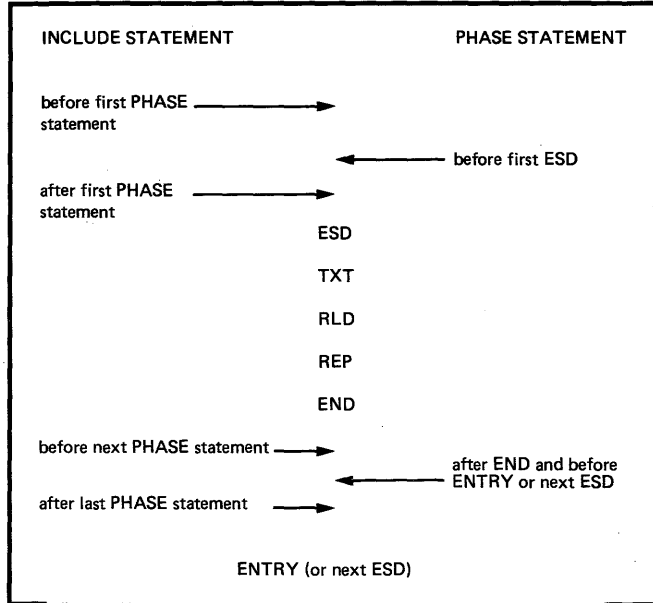 INCLUDE STATEMENT PHASE STATEMENT
before first PHASE
statement
before first ESD
after first PHASE
statement
ESD
TXT
RLD
REP
END
before next PHASE statement
after END and before
ENTRY or next ESD
after last PHASE statement
ENTRY (or next ESD)